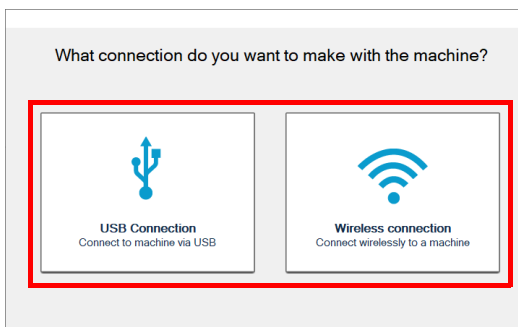 What connection do you want to make with the machine?
USB Connection
Connect to machine via USB
Wireless connection
Connect wirelessly to a machine